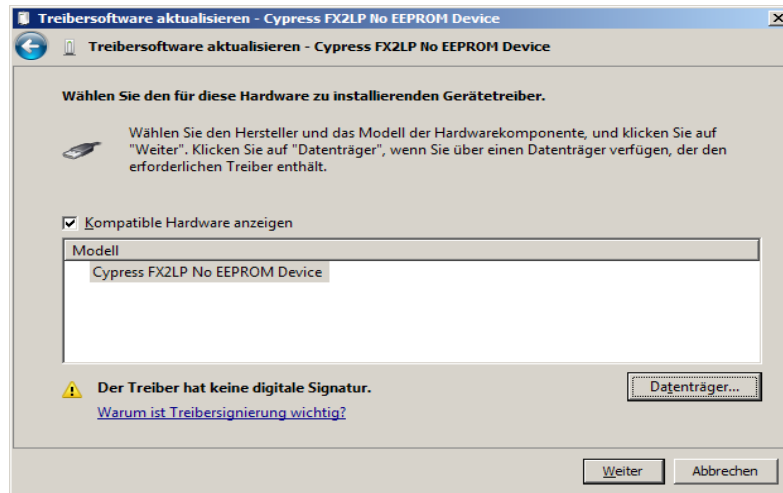 Treibersoftware aktualisieren - Cypress FX2LP No EEPROM Device
Treibersoftware aktualisieren - Cypress FX2LP No EEPROM Device
Wählen Sie den für diese Hardware zu installierenden Gerätetreiber.
Wählen Sie den Hersteller und das Modell der Hardwarekomponente, und klicken Sie auf
"Weiter". Klicken Sie auf "Datenträger", wenn Sie über einen Datenträger verfügen, der den
erforderlichen Treiber enthält.
Kompatible Hardware anzeigen
Modell
Cypress FX2LP No EEPROM Device
Der Treiber hat keine digitale Signatur.
Datenträger...
Warum ist Treibersignierung wichtig?
Weiter
Abbrechen